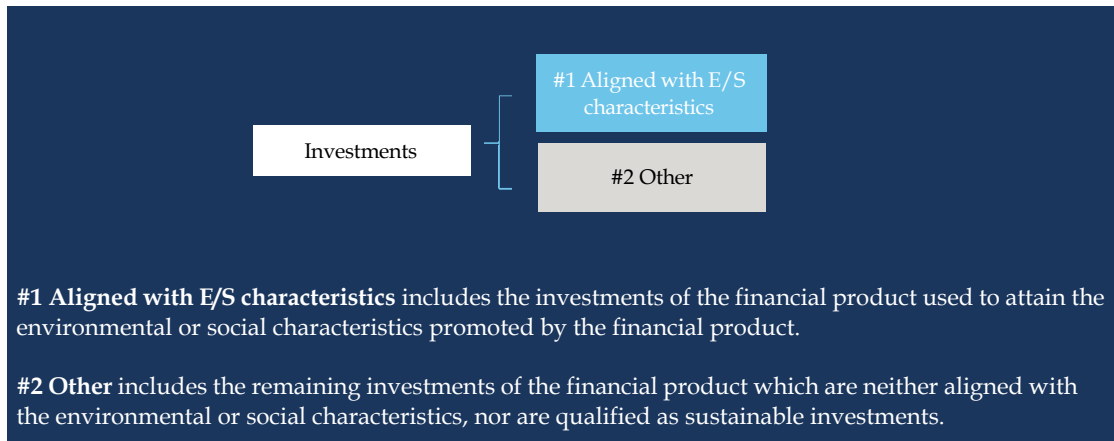 #1 Aligned with E/S
characteristics
Investments
#2 Other
#1 Aligned with E/S characteristics includes the investments of the financial product used to attain the
environmental or social characteristics promoted by the financial product.
#2 Other includes the remaining investments of the financial product which are neither aligned with
the environmental or social characteristics, nor are qualified as sustainable investments.